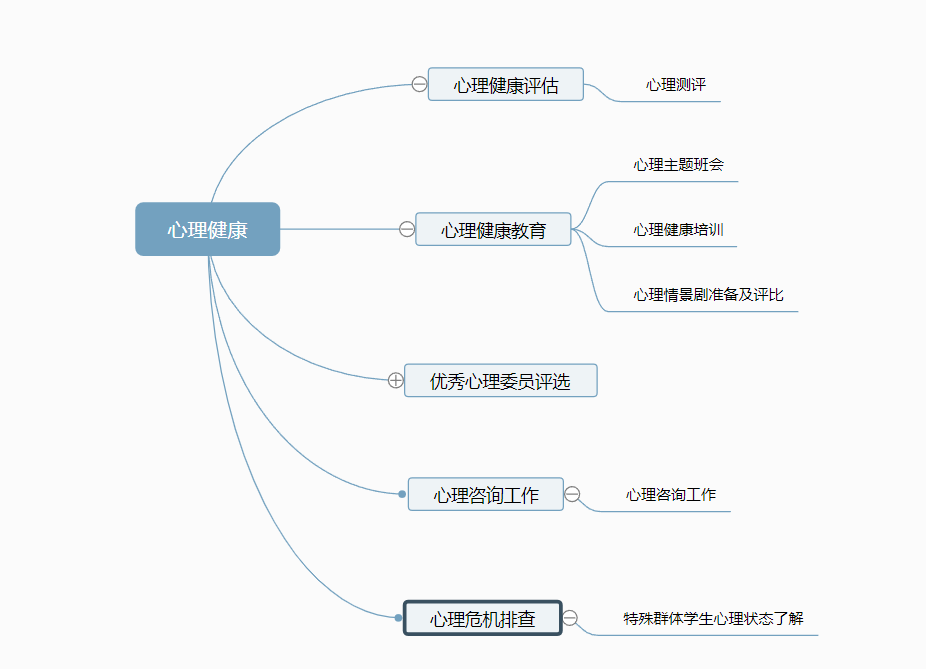 心理健康评估
心理测评
心理主题班会
心理健康
心理健康教育
心理健康培训
心理情景剧准备及评比
优秀心理委员评选
心理咨询工作
心理咨询工作
心理危机排查
特殊群体学生心理状态了解